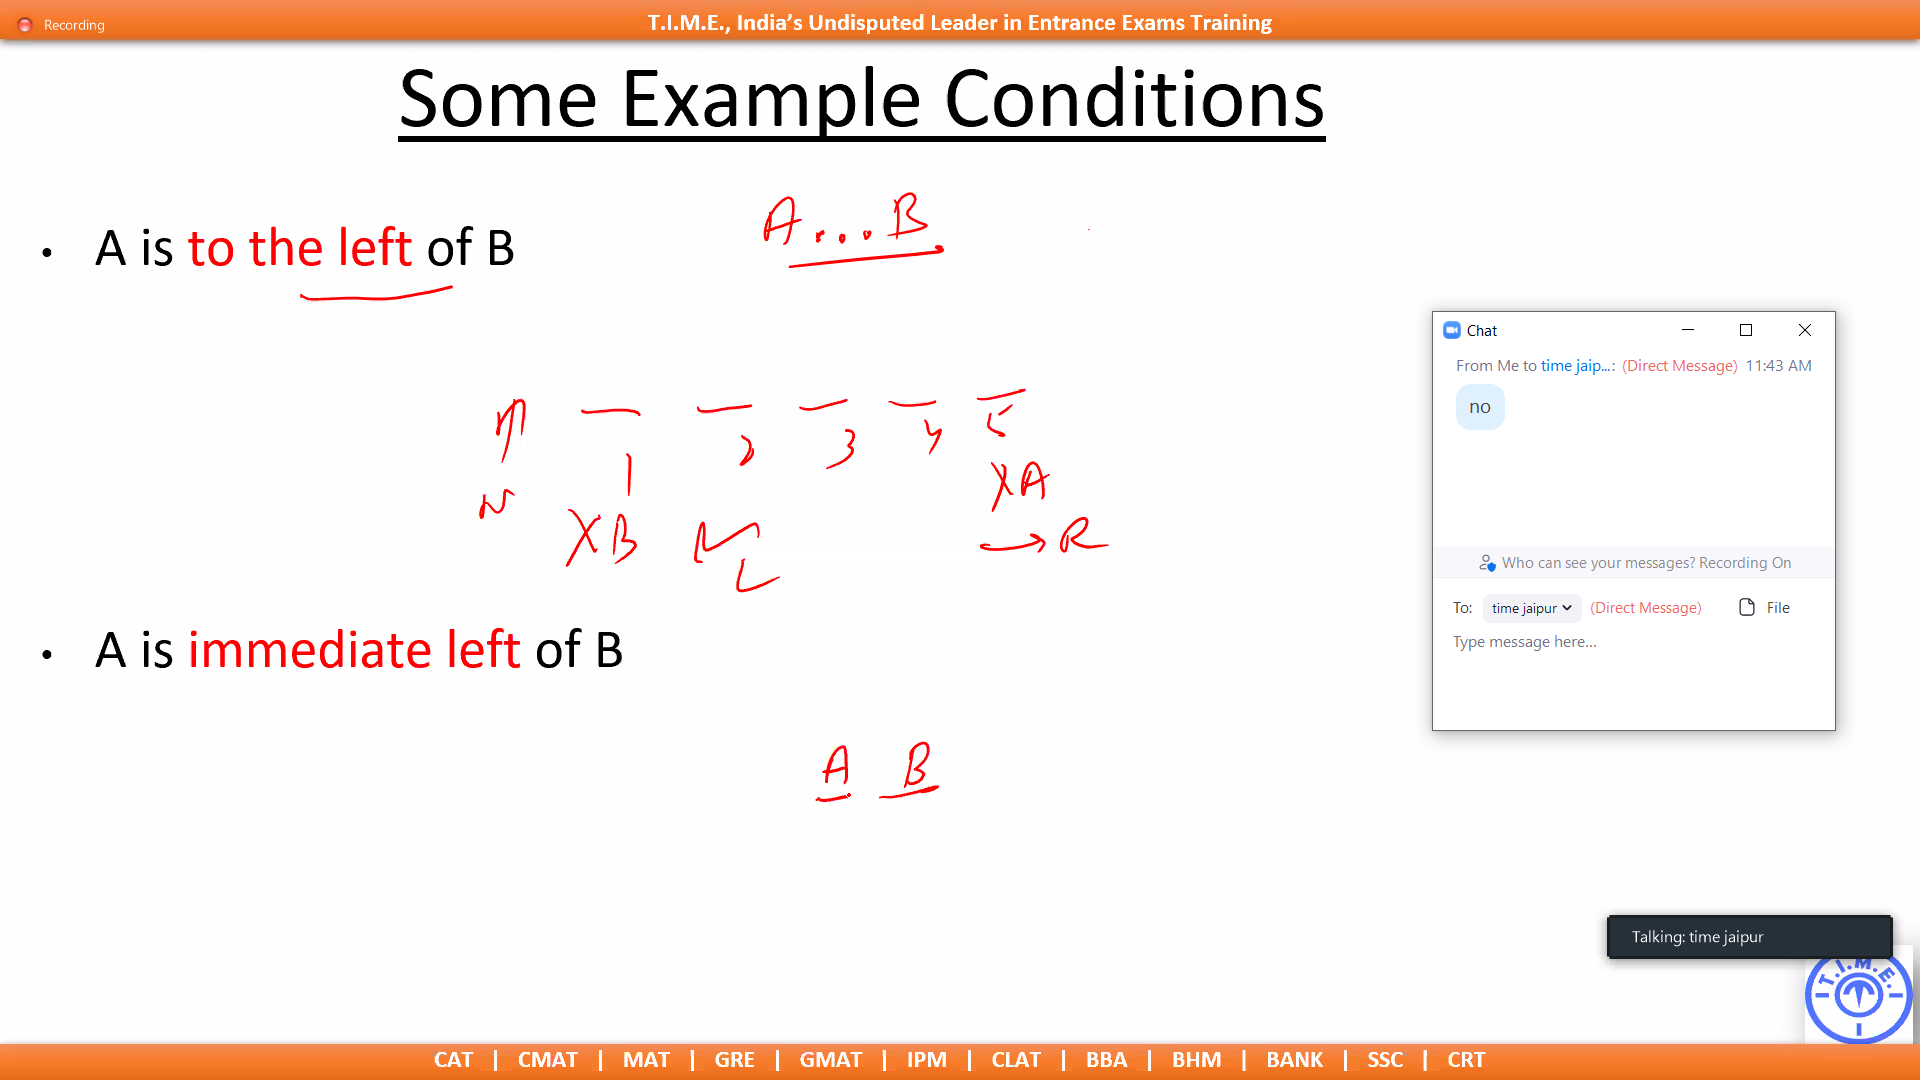 Recording
T.I.M.E., India’s Undisputed Leader in Entrance Exams Training
Some Example Conditions
• A is to the left of B
A...B
N
1 2 3 4 5
XB
XA
L
R
• A is immediate left of B
A B
Chat
From Me to time jaip...: (Direct Message) 11:43 AM
no
Who can see your messages? Recording On
To: time jaipur (Direct Message) File
Type message here...
Talking: time jaipur
T.I.M.E.
CAT | CMAT | MAT | GRE | GMAT | IPM | CLAT | BBA | BHM | BANK | SSC | CRT